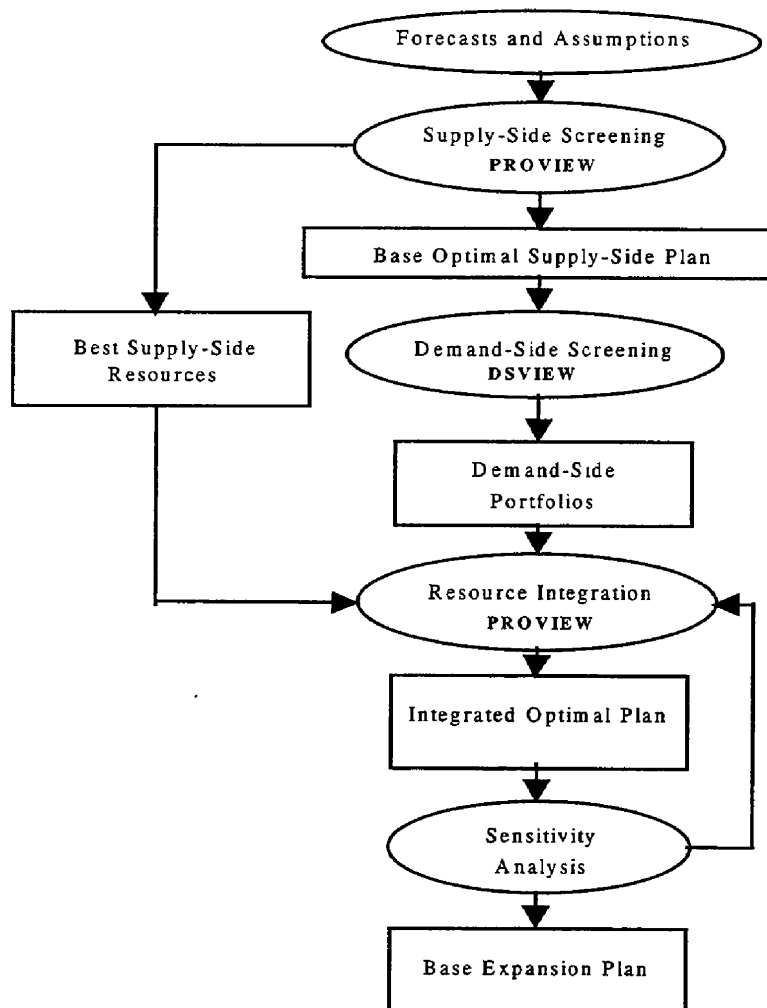 Forecasts and Assumptions
Supply-Side Screening
PROVIEW
Base Optimal Supply-Side Plan
Best Supply-Side
Resources
Demand-Side Screening
DSVIEW
Demand-Side
Portfolios
Resource Integration
PROVIEW
Integrated Optimal Plan
Sensitivity
Analysis
Base Expansion Plan